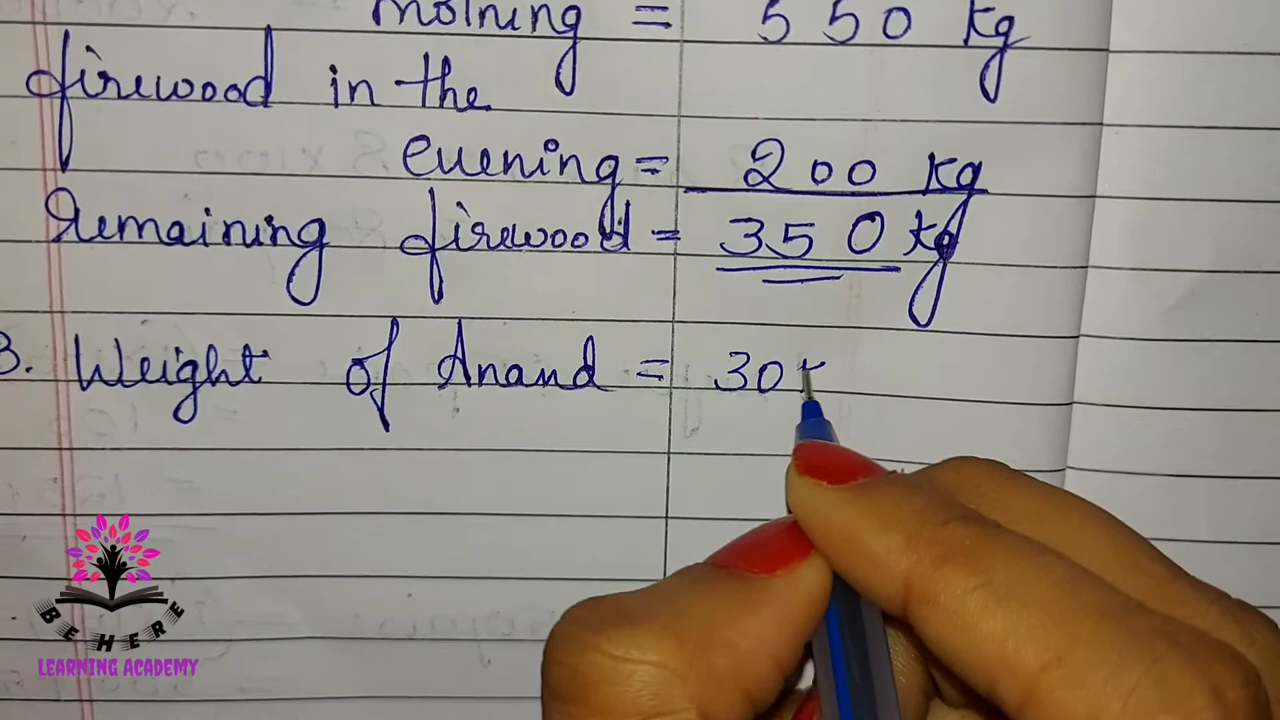 morning = 550 kg
firewood in the
evening = 200 kg
Remaining firewood = 350 kg
3. Weight of Anand = 30
BEHERE
LEARNING ACADEMY